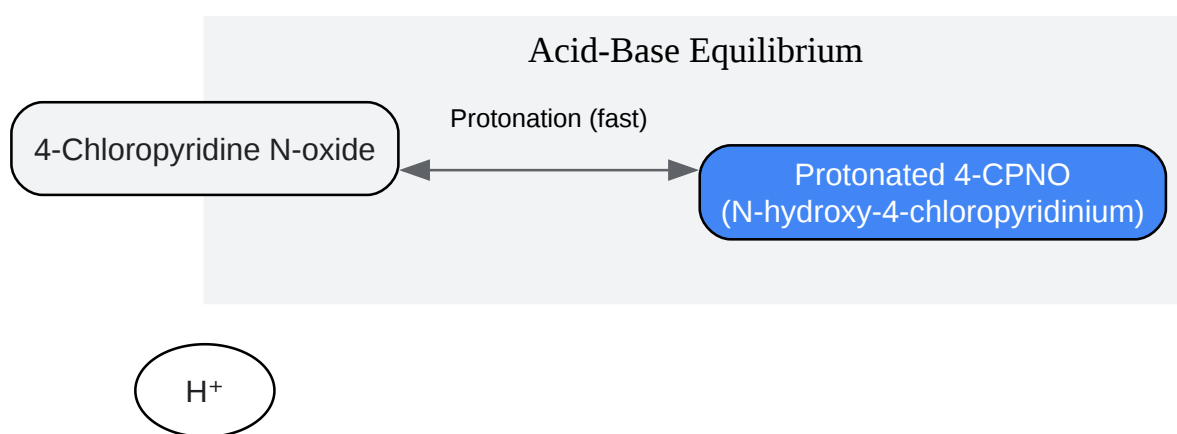 Acid-Base Equilibrium
Protonation (fast)
4-Chloropyridine N-oxide
Protonated 4-CPNO
(N-hydroxy-4-chloropyridinium)
H⁺